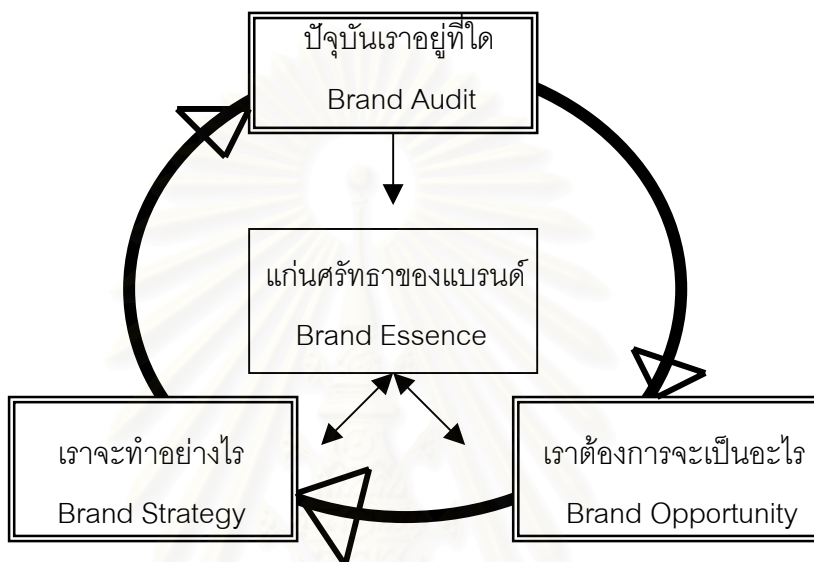 ปัจจุบันเราอยู่ที่ใด
Brand Audit
แก่นศรัทธาของแบรนด์
Brand Essence
เราจะทำอย่างไร
Brand Strategy
เราต้องการจะเป็นอะไร
Brand Opportunity